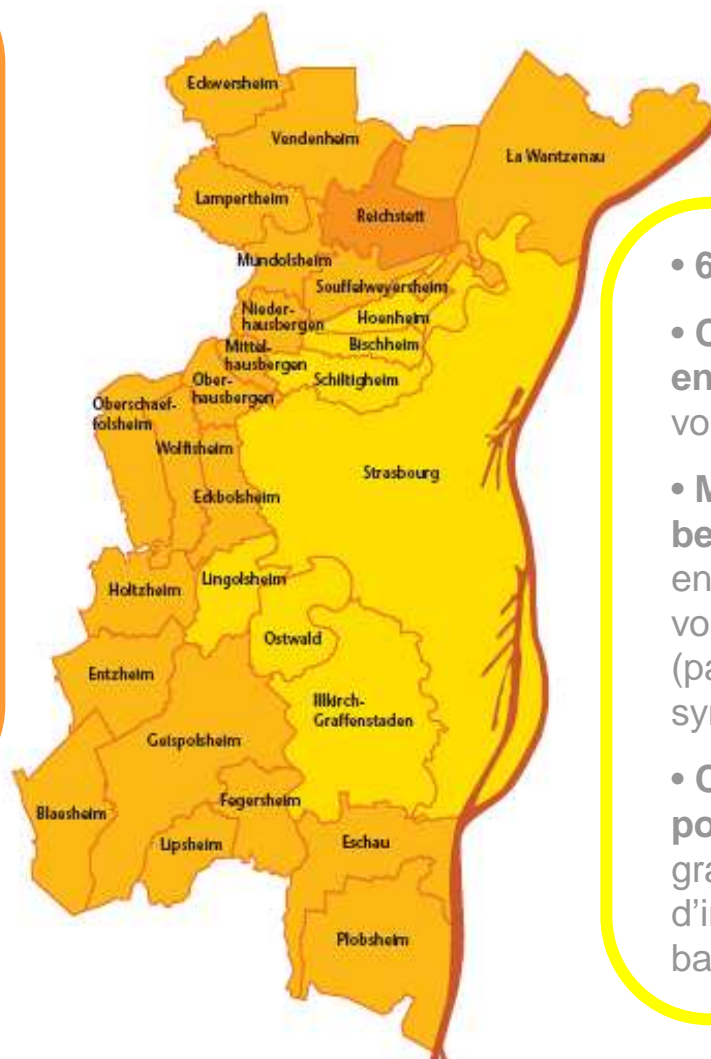 Eckwersheim
Vendenheim
La Wantzenau
Lampertheim
Reichstett
Mundolsheim
Souffelweyersheim
Nieder-
hausbergen
Hoenheim
Mittel-
hausbergen
Bischheim
Ober-
hausbergen
Schiltigheim
Oberschaef-
folsheim
Wolfisheim
Strasbourg
Eckbolsheim
Lingolsheim
Holtzheim
Ostwald
Entzheim
Illkirch-
Graffenstaden
Geispolsheim
Fegersheim
Blaesheim
Lipsheim
Eschau
Plobsheim
• 6
• C
en
vo
• M
be
en
vo
(pa
syn
• C
po
gra
d’in
ba